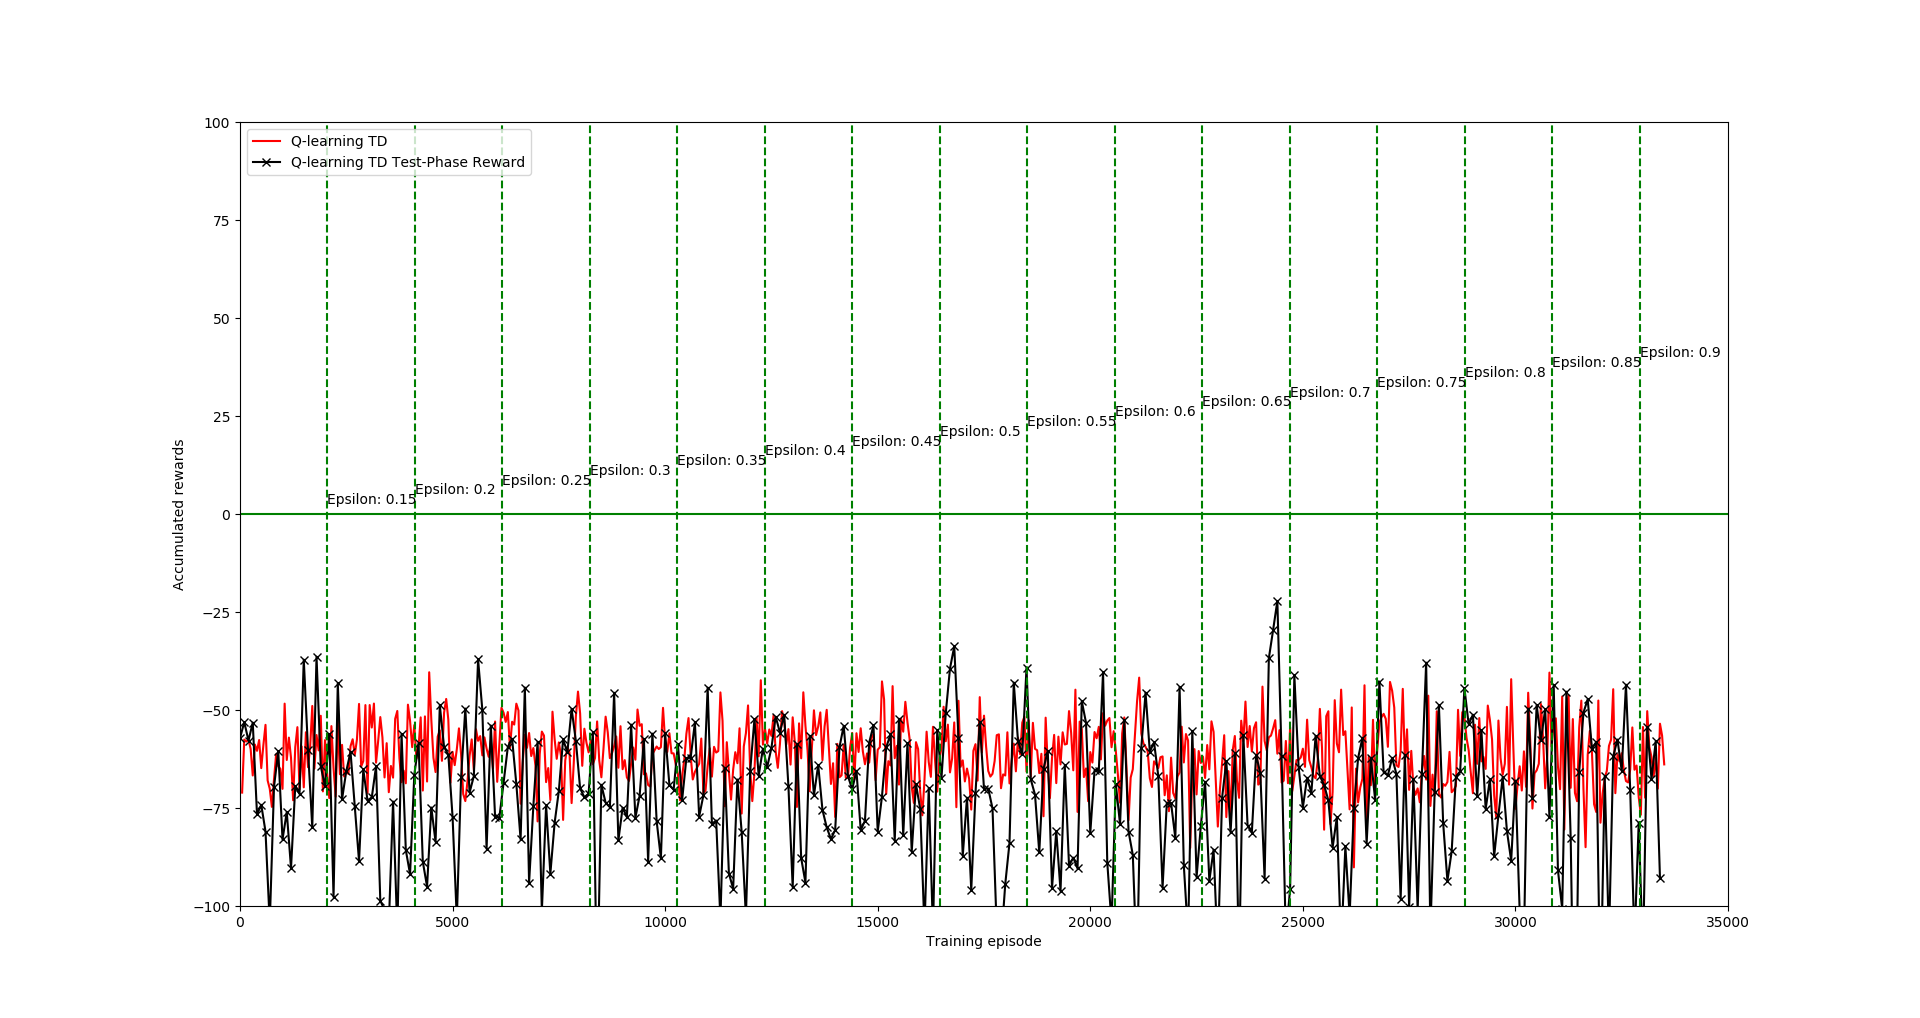 Q-learning TD
Q-learning TD Test-Phase Reward
100
75
50
25
0
−25
−50
−75
−100
Accumulated rewards
Epsilon: 0.15
Epsilon: 0.2
Epsilon: 0.25
Epsilon: 0.3
Epsilon: 0.35
Epsilon: 0.4
Epsilon: 0.45
Epsilon: 0.5
Epsilon: 0.55
Epsilon: 0.6
Epsilon: 0.65
Epsilon: 0.7
Epsilon: 0.75
Epsilon: 0.8
Epsilon: 0.85
Epsilon: 0.9
0 5000 10000 15000 20000 25000 30000 35000
Training episode